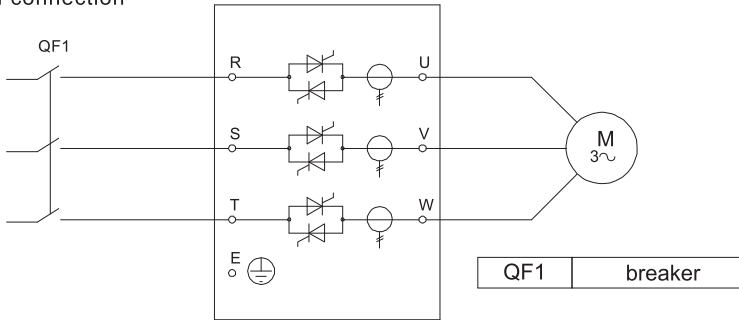 connection
QF1
R U
S V
M
3~
T W
E
QF1 breaker